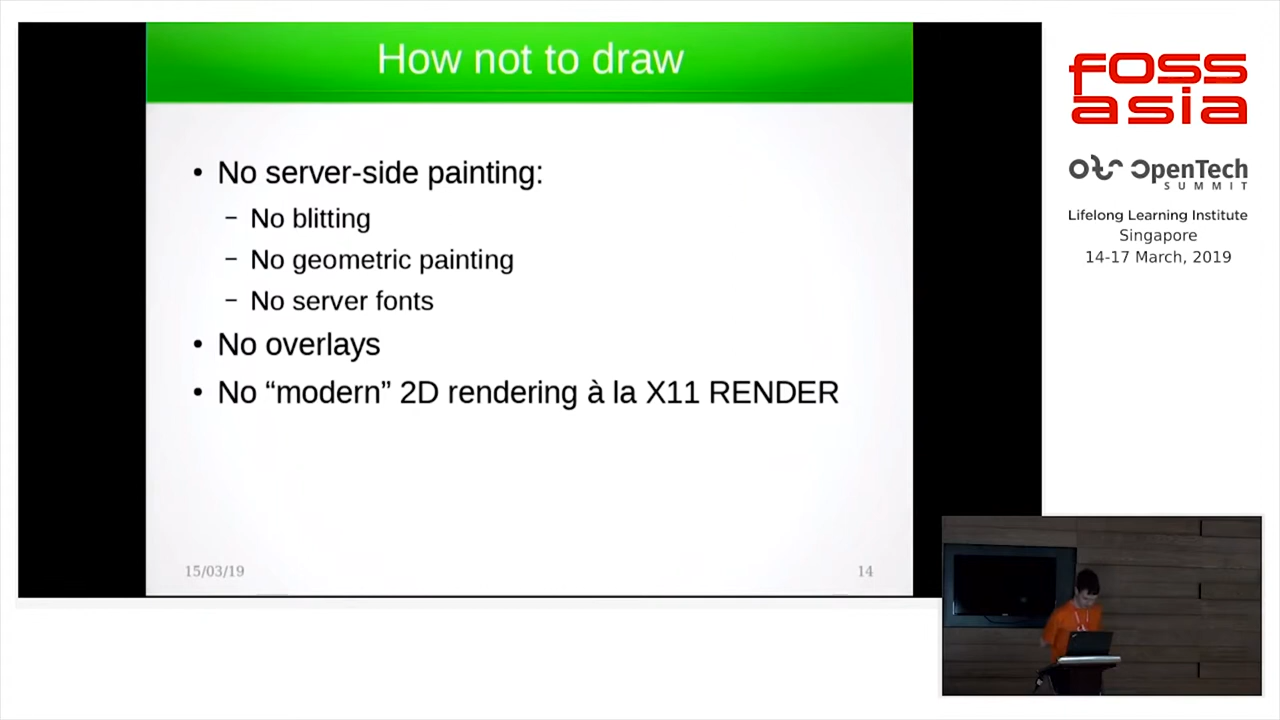 How not to draw
• No server-side painting:
– No blitting
– No geometric painting
– No server fonts
• No overlays
• No “modern” 2D rendering à la X11 RENDER
15/03/19
14
fossasia
OpenTech
SUMMIT
Lifelong Learning Institute
Singapore
14-17 March, 2019